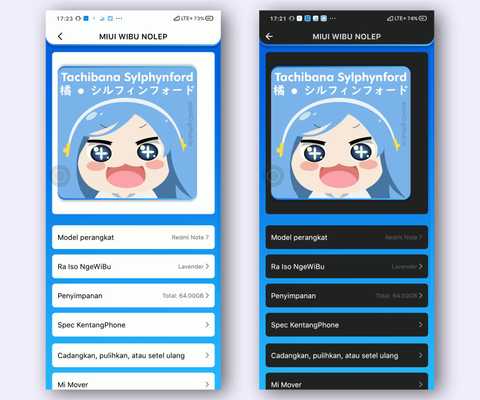 17:23
LTE+ 73%
MIUI WIBU NOLEP
Tachibana Sylphynford
橘 • シルフィンフォード
Model perangkat
Redmi Note 7
Ra Iso NgeWiBu
Lavender
Penyimpanan
Total: 64.00GB
Spec KentangPhone
Cadangkan, pulihkan, atau setel ulang
Mi Mover
17:21
LTE+ 74%
MIUI WIBU NOLEP
Tachibana Sylphynford
橘 • シルフィンフォード
Model perangkat
Redmi Note 7
Ra Iso NgeWiBu
Lavender
Penyimpanan
Total: 64.00GB
Spec KentangPhone
Cadangkan, pulihkan, atau setel ulang
Mi Mover